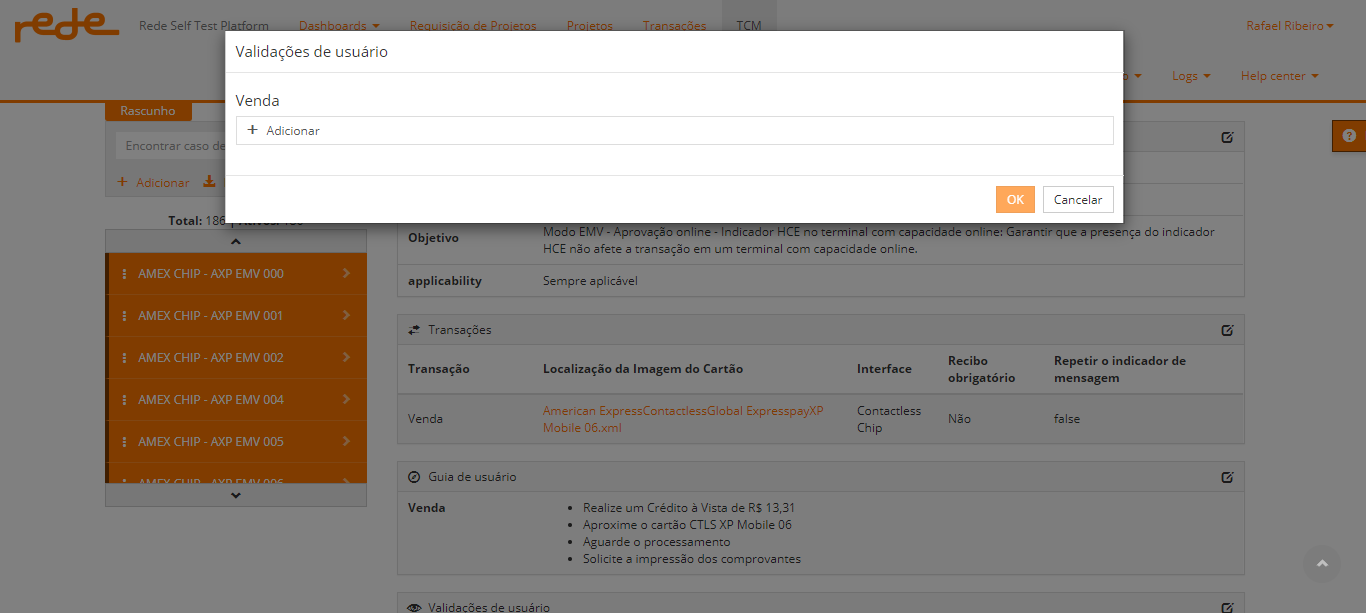 rede Rede Self Test Platform Dashboards Requisição de Projetos Projetos Transações TCM Rafael Ribeiro
Validações de usuário
Logs Help center
Venda
Rascunho
+ Adicionar
Encontrar caso de
+ Adicionar
OK Cancelar
Total: 186
Objetivo Modo EMV - Aprovação online - Indicador HCE no terminal com capacidade online: Garantir que a presença do indicador
HCE não afete a transação em um terminal com capacidade online.
applicability Sempre aplicável
AMEX CHIP - AXP EMV 000
AMEX CHIP - AXP EMV 001
AMEX CHIP - AXP EMV 002
AMEX CHIP - AXP EMV 004
AMEX CHIP - AXP EMV 005
AMEX CHIP - AXP EMV 006
Transações
Transação Localização da Imagem do Cartão Interface Recibo
obrigatório Repetir o indicador de
mensagem
Venda American ExpressContactlessGlobal ExpresspayXP
Mobile 06.xml Contactless
Chip Não false
Guia de usuário
Venda
• Realize um Crédito à Vista de R$ 13,31
• Aproxime o cartão CTLS XP Mobile 06
• Aguarde o processamento
• Solicite a impressão dos comprovantes
Validações de usuário